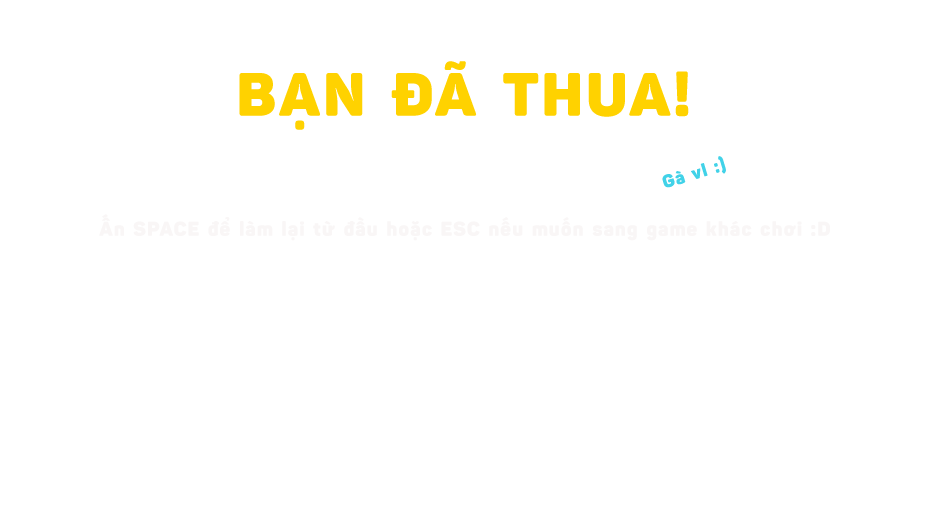 BẠN ĐÃ THUA!
Gà vl :)
Ấn SPACE để làm lại từ đầu hoặc ESC nếu muốn sang game khác chơi :D